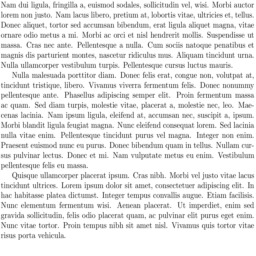 Nam dui ligula, fringilla a, euismod sodales, sollicitudin vel, wisi. Morbi auctor
lorem non justo. Nam lacus libero, pretium at, lobortis vitae, ultricies et, tellus.
Donec aliquet, tortor sed accumsan bibendum, erat ligula aliquet magna, vitae
ornare odio metus a mi. Morbi ac orci et nisl hendrerit mollis. Suspendisse ut
massa. Cras nec ante. Pellentesque a nulla. Cum sociis natoque penatibus et
magnis dis parturient montes, nascetur ridiculus mus. Aliquam tincidunt urna.
Nulla ullamcorper vestibulum turpis. Pellentesque cursus luctus mauris.
Nulla malesuada porttitor diam. Donec felis erat, congue non, volutpat at,
tincidunt tristique, libero. Vivamus viverra fermentum felis. Donec nonummy
pellentesque ante. Phasellus adipiscing semper elit. Proin fermentum massa
ac quam. Sed diam turpis, molestie vitae, placerat a, molestie nec, leo. Mae-
cenas lacinia. Nam ipsum ligula, eleifend at, accumsan nec, suscipit a, ipsum.
Morbi blandit ligula feugiat magna. Nunc eleifend consequat lorem. Sed lacinia
nulla vitae enim. Pellentesque tincidunt purus vel magna. Integer non enim.
Praesent euismod nunc eu purus. Donec bibendum quam in tellus. Nullam cur-
sus pulvinar lectus. Donec et mi. Nam vulputate metus eu enim. Vestibulum
pellentesque felis eu massa.
Quisque ullamcorper placerat ipsum. Cras nibh. Morbi vel justo vitae lacus
tincidunt ultrices. Lorem ipsum dolor sit amet, consectetuer adipiscing elit. In
hac habitasse platea dictumst. Integer tempus convallis augue. Etiam facilisis.
Nunc elementum fermentum wisi. Aenean placerat. Ut imperdiet, enim sed
gravida sollicitudin, felis odio placerat quam, ac pulvinar elit purus eget enim.
Nunc vitae tortor. Proin tempus nibh sit amet nisl. Vivamus quis tortor vitae
risus porta vehicula.